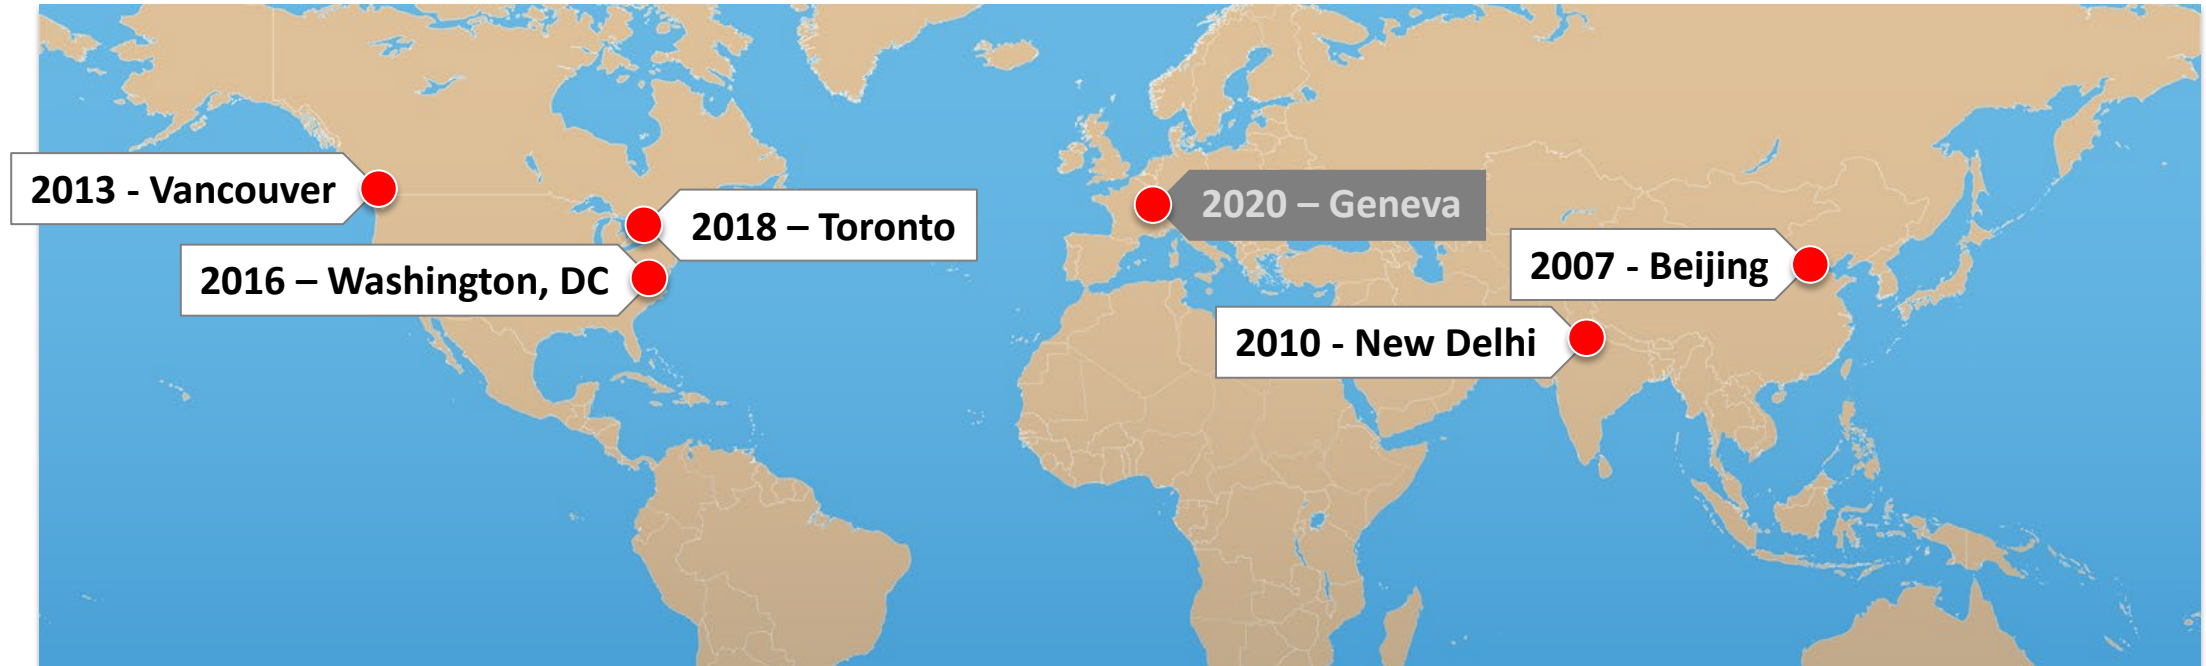 2013 - Vancouver
2018 – Toronto
2016 – Washington, DC
2020 – Geneva
2007 - Beijing
2010 - New Delhi